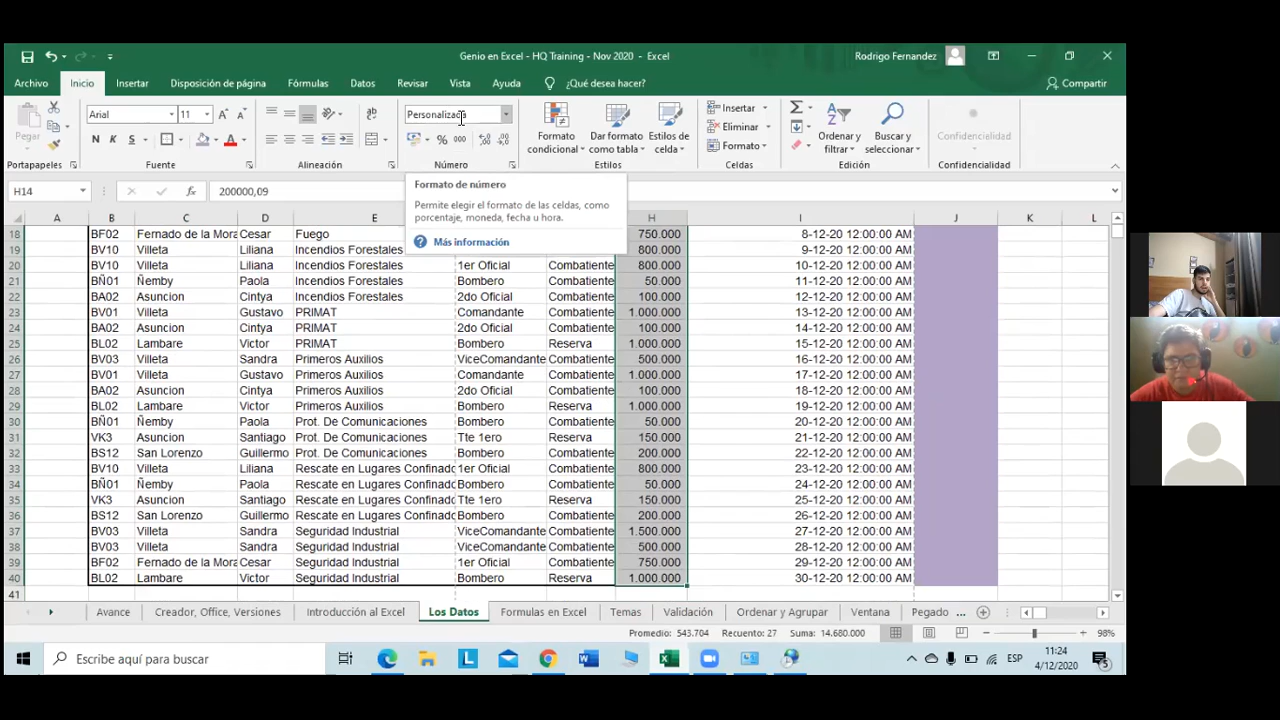 Genio en Excel - HQ Training - Nov 2020 - Excel
Rodrigo Fernandez
Archivo Inicio Insertar Disposición de página Fórmulas Datos Revisar Vista Ayuda ¿Qué desea hacer? Compartir
Pegar
Arial 11
N K S
Personalizada
% 000
Formato condicional
Dar formato como tabla
Estilos de celda
Insertar
Eliminar
Formato
Ordenar y filtrar
Buscar y seleccionar
Confidencialidad
Portapapeles Fuente Alineación Número Estilos Celdas Edición Confidencialidad
H14 fx 200000,09
Formato de número
Permite elegir el formato de las celdas, como
porcentaje, moneda, fecha u hora.
Más información
A B C D E H I J K L
18 BF02 Fernado de la Mora Cesar Fuego 750.000 8-12-20 12:00:00 AM
19 BV10 Villeta Liliana Incendios Forestales 800.000 9-12-20 12:00:00 AM
20 BV10 Villeta Liliana Incendios Forestales 1er Oficial Combatiente 800.000 10-12-20 12:00:00 AM
21 BÑ01 Ñemby Paola Incendios Forestales Bombero Combatiente 50.000 11-12-20 12:00:00 AM
22 BA02 Asuncion Cintya Incendios Forestales 2do Oficial Combatiente 100.000 12-12-20 12:00:00 AM
23 BV01 Villeta Gustavo PRIMAT Comandante Combatiente 1.000.000 13-12-20 12:00:00 AM
24 BA02 Asuncion Cintya PRIMAT 2do Oficial Combatiente 100.000 14-12-20 12:00:00 AM
25 BL02 Lambare Victor PRIMAT Bombero Reserva 1.000.000 15-12-20 12:00:00 AM
26 BV03 Villeta Sandra Primeros Auxilios ViceComandante Combatiente 500.000 16-12-20 12:00:00 AM
27 BV01 Villeta Gustavo Primeros Auxilios Comandante Combatiente 1.000.000 17-12-20 12:00:00 AM
28 BA02 Asuncion Cintya Primeros Auxilios 2do Oficial Combatiente 100.000 18-12-20 12:00:00 AM
29 BL02 Lambare Victor Primeros Auxilios Bombero Reserva 1.000.000 19-12-20 12:00:00 AM
30 BÑ01 Ñemby Paola Prot. De Comunicaciones Bombero Combatiente 50.000 20-12-20 12:00:00 AM
31 VK3 Asuncion Santiago Prot. De Comunicaciones Tte 1ero Reserva 150.000 21-12-20 12:00:00 AM
32 BS12 San Lorenzo Guillermo Prot. De Comunicaciones Bombero Combatiente 200.000 22-12-20 12:00:00 AM
33 BV10 Villeta Liliana Rescate en Lugares Confinado 1er Oficial Combatiente 800.000 23-12-20 12:00:00 AM
34 BÑ01 Ñemby Paola Rescate en Lugares Confinado Bombero Combatiente 50.000 24-12-20 12:00:00 AM
35 VK3 Asuncion Santiago Rescate en Lugares Confinado Tte 1ero Reserva 150.000 25-12-20 12:00:00 AM
36 BS12 San Lorenzo Guillermo Rescate en Lugares Confinado Bombero Combatiente 200.000 26-12-20 12:00:00 AM
37 BV03 Villeta Sandra Seguridad Industrial ViceComandante Combatiente 1.500.000 27-12-20 12:00:00 AM
38 BV03 Villeta Sandra Seguridad Industrial ViceComandante Combatiente 500.000 28-12-20 12:00:00 AM
39 BF02 Fernado de la Mora Cesar Seguridad Industrial 1er Oficial Combatiente 750.000 29-12-20 12:00:00 AM
40 BL02 Lambare Victor Seguridad Industrial Bombero Reserva 1.000.000 30-12-20 12:00:00 AM
41
Avance Creador, Office, Versiones Introducción al Excel Los Datos Formulas en Excel Temas Validación Ordenar y Agrupar Ventana Pegado ...
Promedio: 543.704 Recuento: 27 Suma: 14.680.000 98%
Escribe aquí para buscar
ESP
11:24
4/12/2020